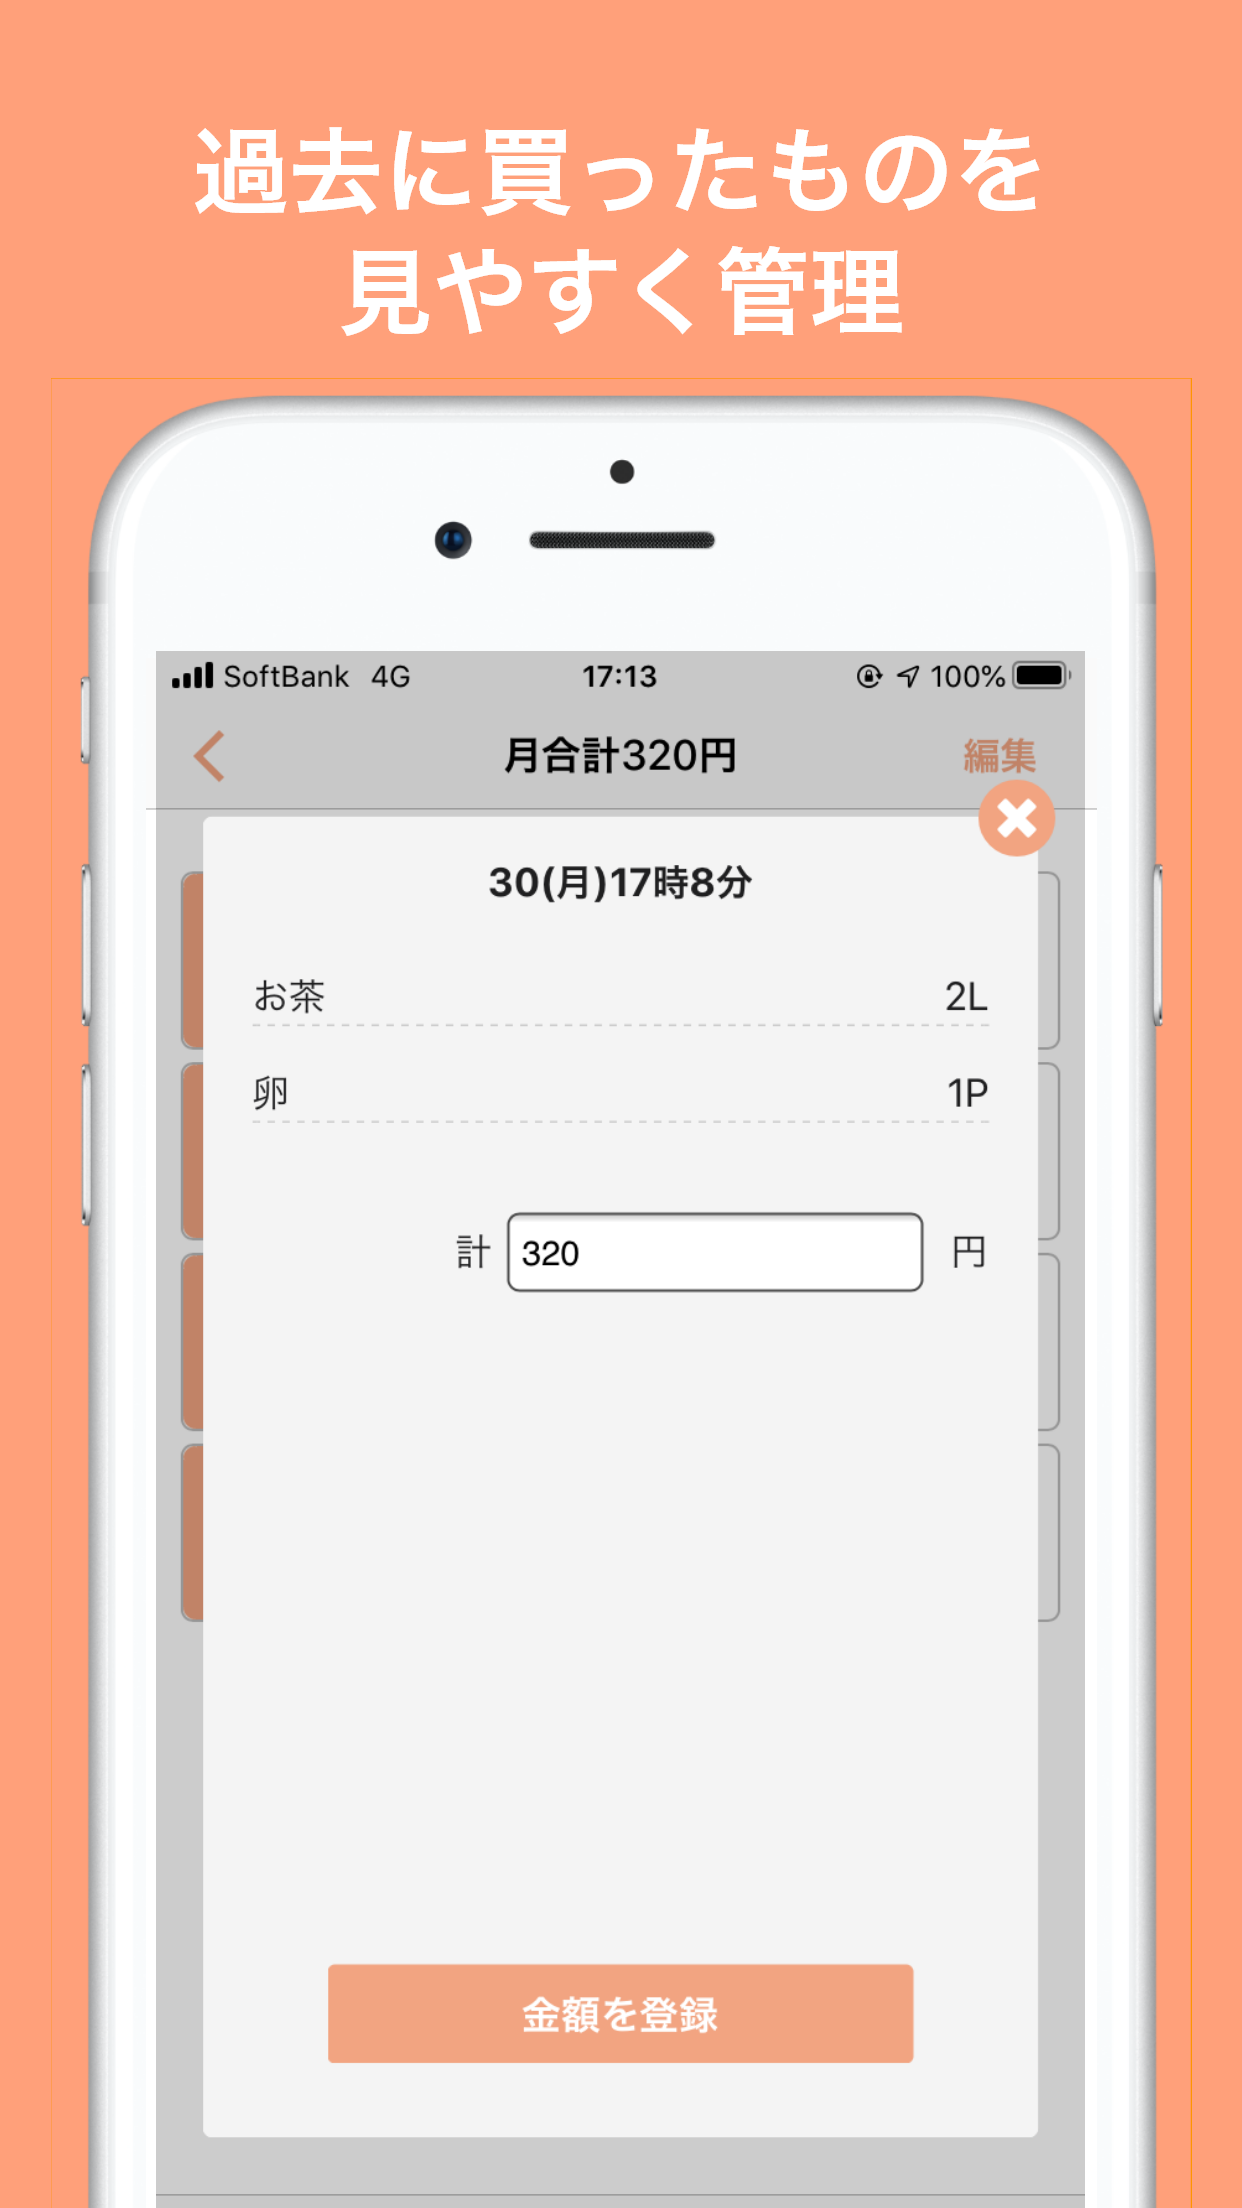 過去に買ったものを
見やすく管理
SoftBank 4G 17:13 100%
月合計320円 編集
30(月)17時8分
お茶 2L
卵 1P
計 320 円
金額を登録